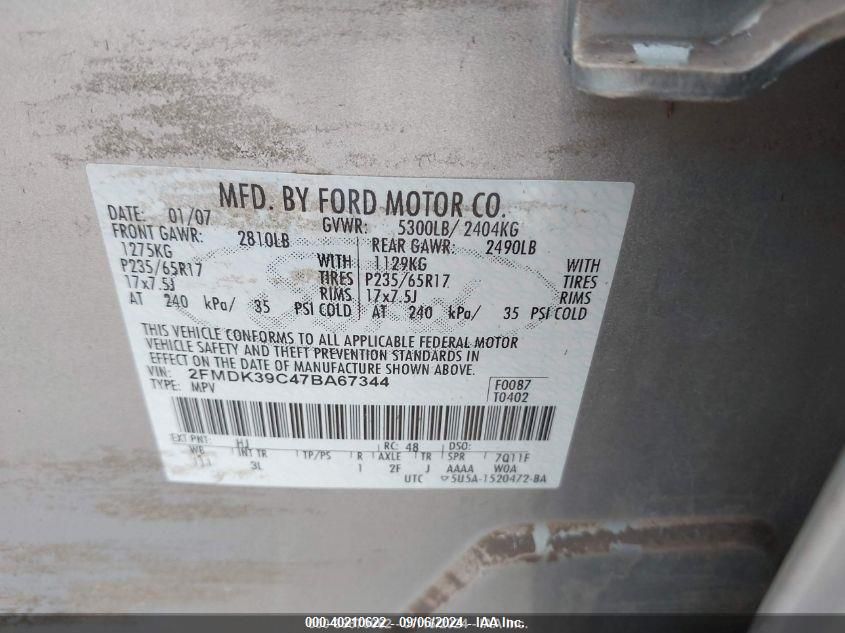 MFD. BY FORD MOTOR CO.
DATE: 01/07 GVWR: 5300LB/ 2404KG
FRONT GAWR: 2810LB REAR GAWR: 2490LB
1275KG WITH 1129KG WITH
P235/65R17 TIRES P235/65R17 TIRES
17x7.5J RIMS 17x7.5J RIMS
AT 240 kPa/ 35 PSI COLD AT 240 kPa/ 35 PSI COLD
THIS VEHICLE CONFORMS TO ALL APPLICABLE FEDERAL MOTOR
VEHICLE SAFETY AND THEFT PREVENTION STANDARDS IN
EFFECT ON THE DATE OF MANUFACTURE SHOWN ABOVE.
VIN: 2FMDK39C47BA67344 F0087
TYPE: MPV T0402
EXT PNT: HJ RC: 48 DSO:
WB INT TR TP/PS R AXLE TR SPR 7Q11F
3L 1 2F J AAAA WOA
UTC 5U5A-1520472-BA
000-40210622 - 09/06/2024 - IAA Inc.